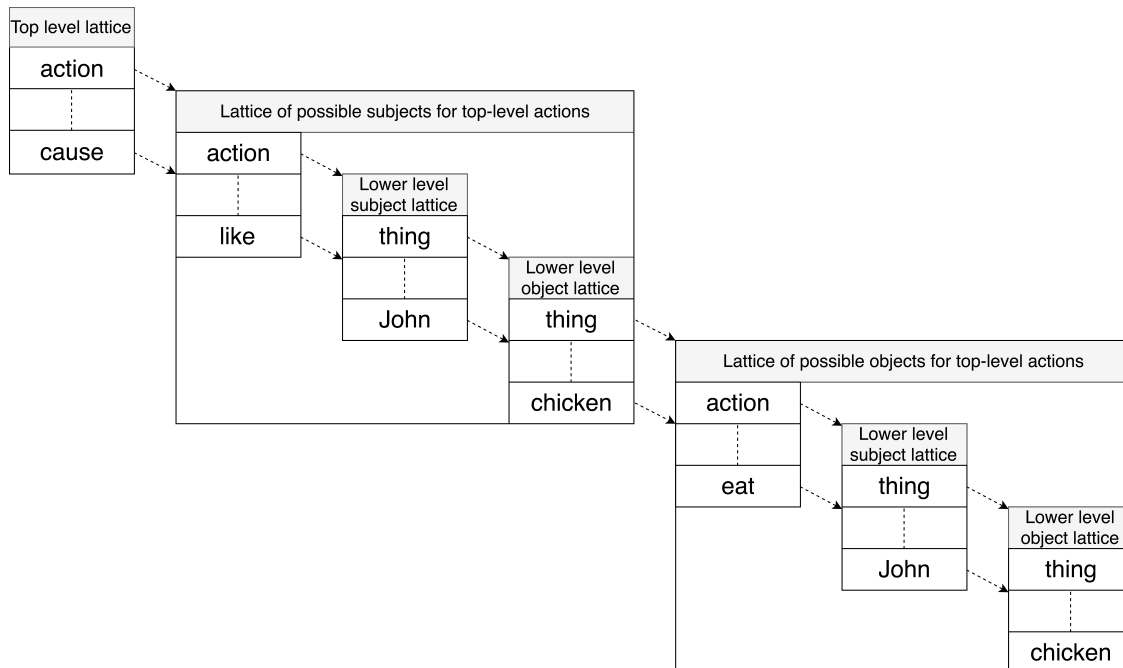 Top level lattice
action
cause
Lattice of possible subjects for top-level actions
action
like
Lower level
subject lattice
thing
John
Lower level
object lattice
thing
chicken
Lattice of possible objects for top-level actions
action
eat
Lower level
subject lattice
thing
John
Lower level
object lattice
thing
chicken